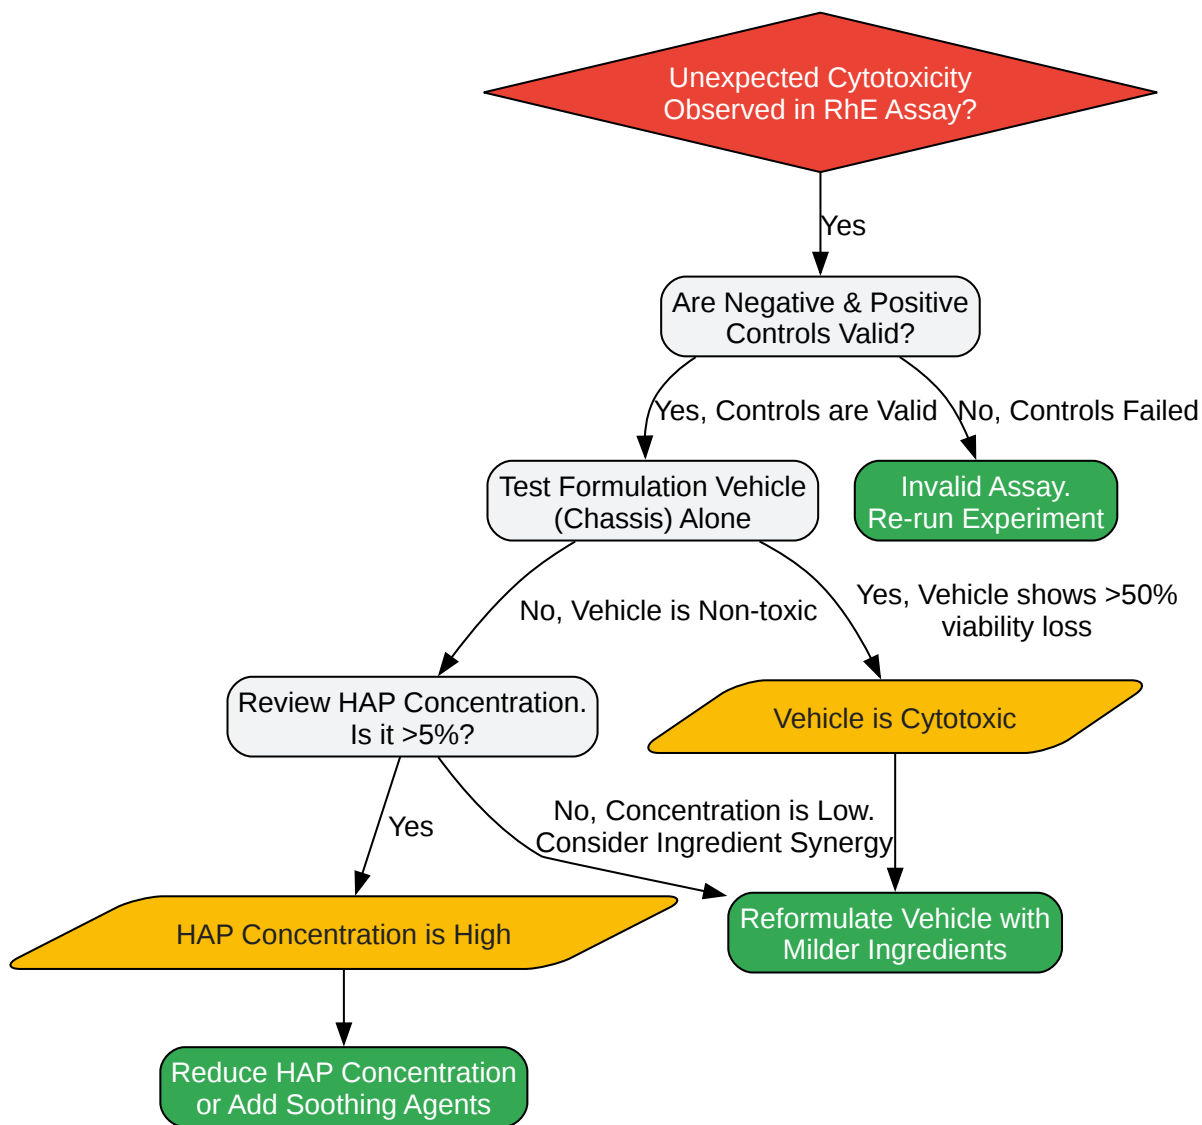 Unexpected Cytotoxicity
Observed in RhE Assay?
Yes
Are Negative & Positive
Controls Valid?
Yes, Controls are Valid
No, Controls Failed
Test Formulation Vehicle
(Chassis) Alone
Invalid Assay.
Re-run Experiment
No, Vehicle is Non-toxic
Yes, Vehicle shows >50%
viability loss
Review HAP Concentration.
Is it >5%?
Vehicle is Cytotoxic
Yes
No, Concentration is Low.
Consider Ingredient Synergy
HAP Concentration is High
Reformulate Vehicle with
Milder Ingredients
Reduce HAP Concentration
or Add Soothing Agents